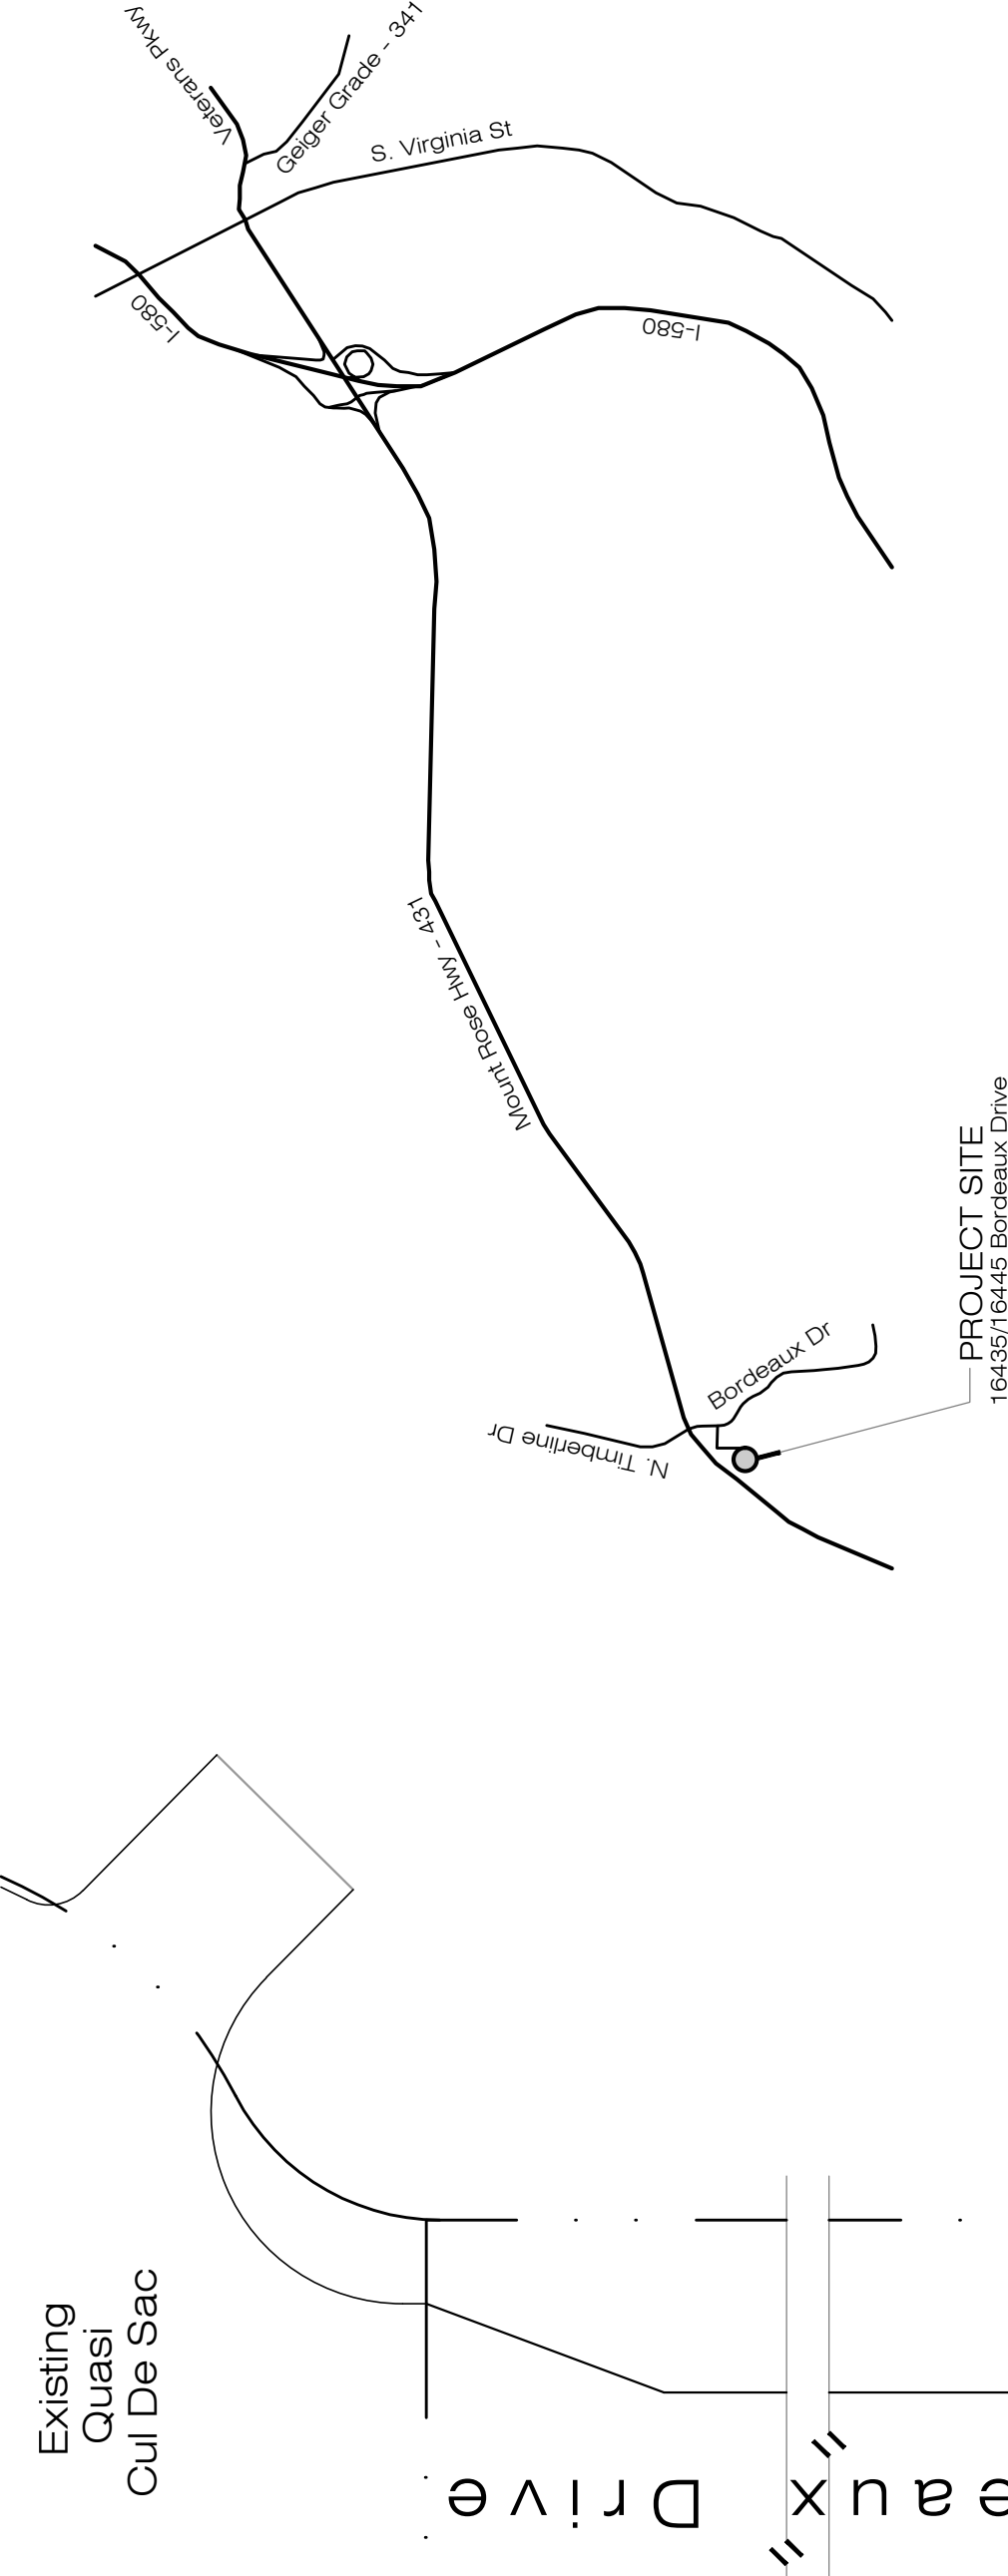 Veterans Pkwy
Geiger Grade - 341
S. Virginia St
I-580
I-580
Mount Rose Hwy - 431
PROJECT SITE
16435/16445 Bordeaux Drive
Bordeaux Dr
N. Timberline Dr
Existing
Quasi
Cul De Sac
eaux Drive